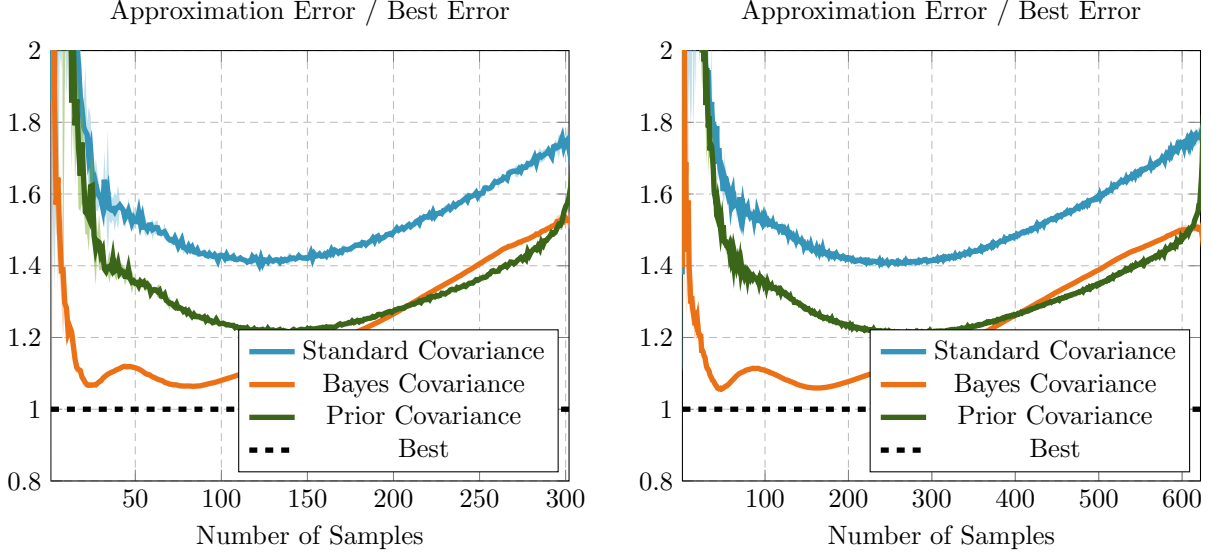 Approximation Error / Best Error
2
1.8
1.6
1.4
1.2
1
0.8
50 100 150 200 250 300
Number of Samples
Standard Covariance
Bayes Covariance
Prior Covariance
Best
Approximation Error / Best Error
2
1.8
1.6
1.4
1.2
1
0.8
100 200 300 400 500 600
Number of Samples
Standard Covariance
Bayes Covariance
Prior Covariance
Best